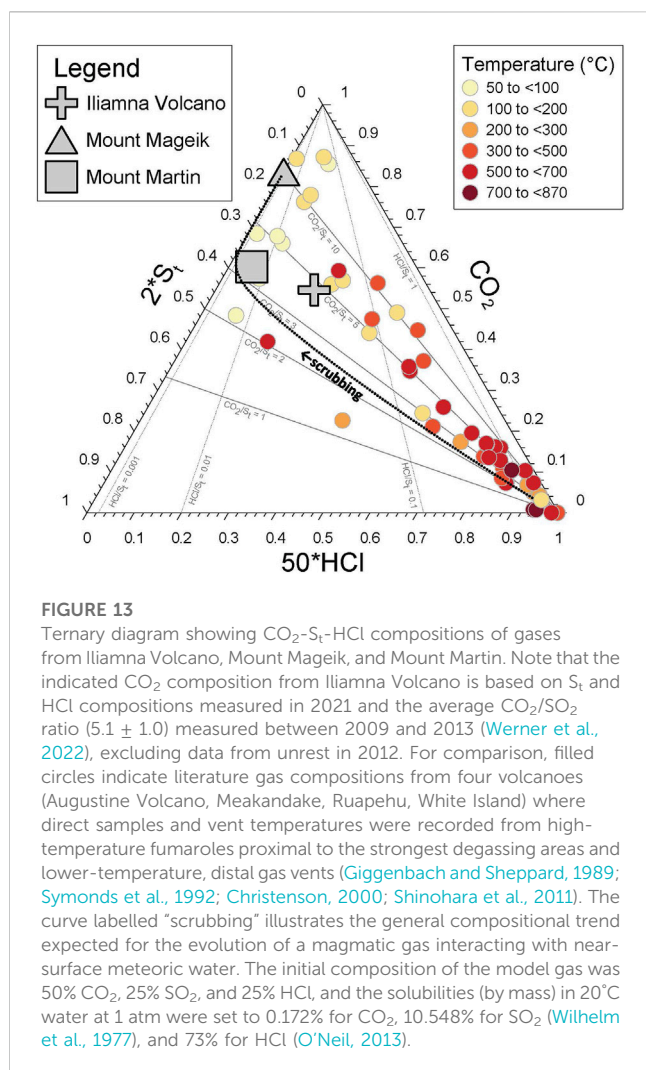 Legend
Iliamna Volcano
Mount Mageik
Mount Martin
Temperature (°C)
50 to <100
100 to <200
200 to <300
300 to <500
500 to <700
700 to <870
0
0.1
0.2
0.3
0.4
0.5
0.7
0.8
0.9
1
2*St
1
0.9
0.8
0.7
0.6
0.5
0.4
0.3
0.2
0.1
0
CO2
CO2/St = 10
HCl/St = 1
CO2/St = 5
CO2/St = 3
CO2/St = 2
←scrubbing
CO2/St = 1
HCl/St = 0.001
HCl/St = 0.01
HCl/St = 0.1
0 0.1 0.2 0.3 0.4 0.5 0.6 0.7 0.8 0.9 1
50*HCl
FIGURE 13
Ternary diagram showing CO2-St-HCl compositions of gases
from Iliamna Volcano, Mount Mageik, and Mount Martin. Note that the
indicated CO2 composition from Iliamna Volcano is based on St and
HCl compositions measured in 2021 and the average CO2/SO2
ratio (5.1 ± 1.0) measured between 2009 and 2013 (Werner et al.,
2022), excluding data from unrest in 2012. For comparison, filled
circles indicate literature gas compositions from four volcanoes
(Augustine Volcano, Meakandake, Ruapehu, White Island) where
direct samples and vent temperatures were recorded from high-
temperature fumaroles proximal to the strongest degassing areas and
lower-temperature, distal gas vents (Giggenbach and Sheppard, 1989;
Symonds et al., 1992; Christenson, 2000; Shinohara et al., 2011). The
curve labelled “scrubbing” illustrates the general compositional trend
expected for the evolution of a magmatic gas interacting with near-
surface meteoric water. The initial composition of the model gas was
50% CO2, 25% SO2, and 25% HCl, and the solubilities (by mass) in 20°C
water at 1 atm were set to 0.172% for CO2, 10.548% for SO2 (Wilhelm
et al., 1977), and 73% for HCl (O’Neil, 2013).